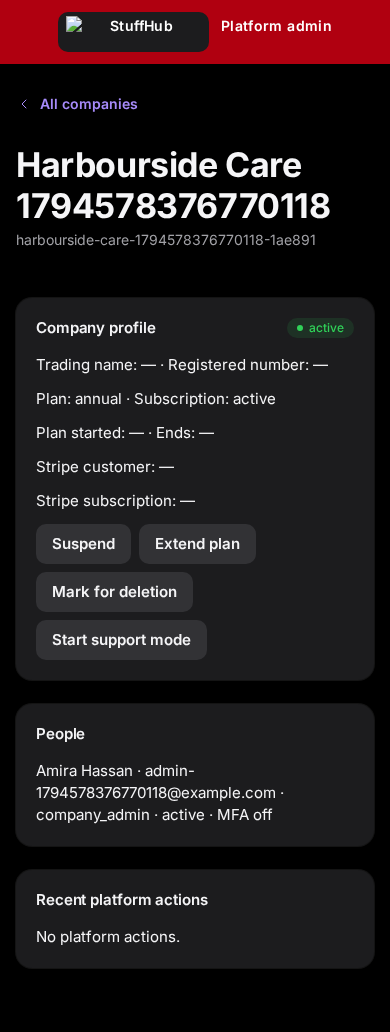 StuffHub Platform admin
All companies
Harbourside Care
1794578376770118
harbourside-care-1794578376770118-1ae891
Company profile active
Trading name: — · Registered number: —
Plan: annual · Subscription: active
Plan started: — · Ends: —
Stripe customer: —
Stripe subscription: —
Suspend Extend plan
Mark for deletion
Start support mode
People
Amira Hassan · admin-
1794578376770118@example.com ·
company_admin · active · MFA off
Recent platform actions
No platform actions.